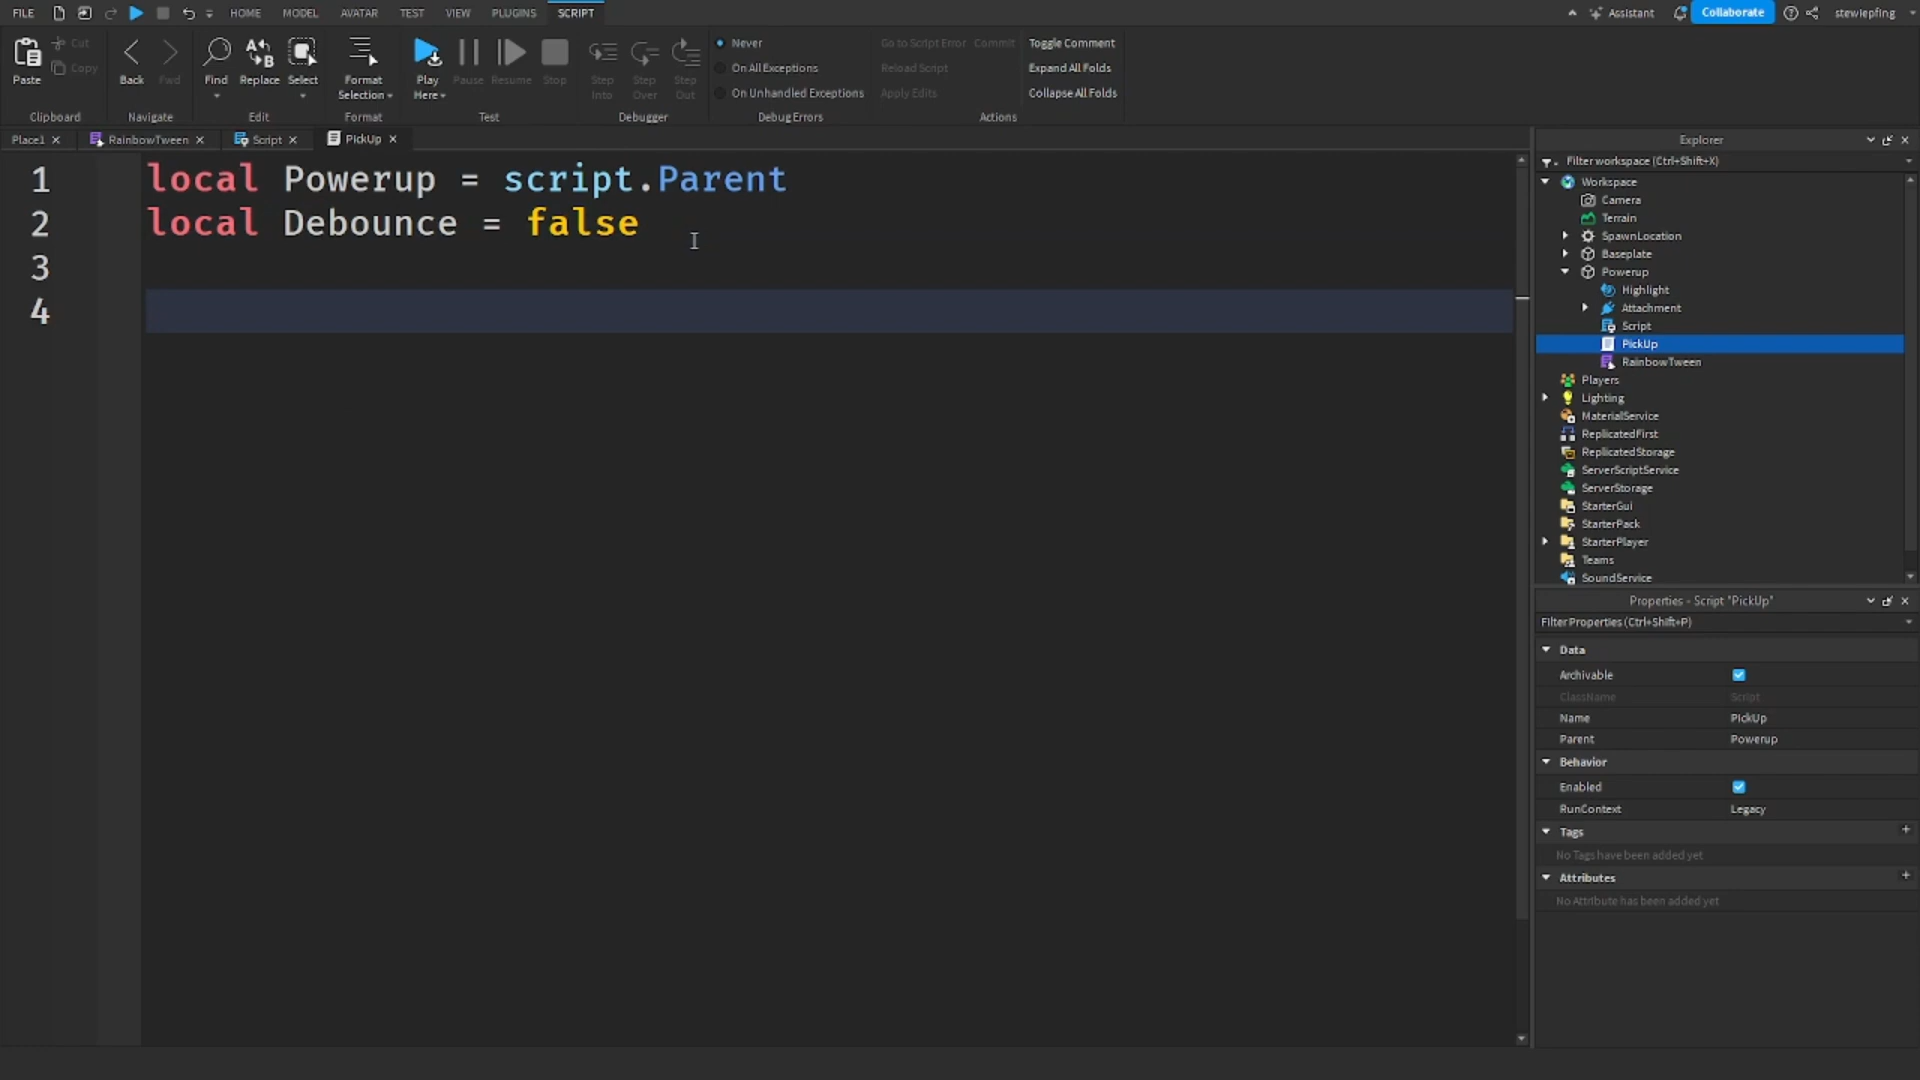 FILE HOME MODEL AVATAR TEST VIEW PLUGINS SCRIPT Assistant Collaborate stewiepfing
Paste Cut Copy Back Fwd Find Replace Select Format Selection Play Here Pause Resume Stop Step Into Step Over Step Out
Never Go to Script Error Commit Toggle Comment
On All Exceptions Reload Script Expand All Folds
On Unhandled Exceptions Apply Edits Collapse All Folds
Clipboard Navigate Edit Format Test Debugger Debug Errors Actions
Place1 RainbowTween Script PickUp
1 local Powerup = script.Parent
2 local Debounce = false
3
4
Explorer
Filter workspace (Ctrl+Shift+X)
Workspace
Camera
Terrain
SpawnLocation
Baseplate
Powerup
Highlight
Attachment
Script
PickUp
RainbowTween
Players
Lighting
MaterialService
ReplicatedFirst
ReplicatedStorage
ServerScriptService
ServerStorage
StarterGui
StarterPack
StarterPlayer
Teams
SoundService
Properties - Script "PickUp"
Filter Properties (Ctrl+Shift+P)
Data
Archivable
ClassName Script
Name PickUp
Parent Powerup
Behavior
Enabled
RunContext Legacy
Tags +
No Tags have been added yet
Attributes +
No Attribute has been added yet